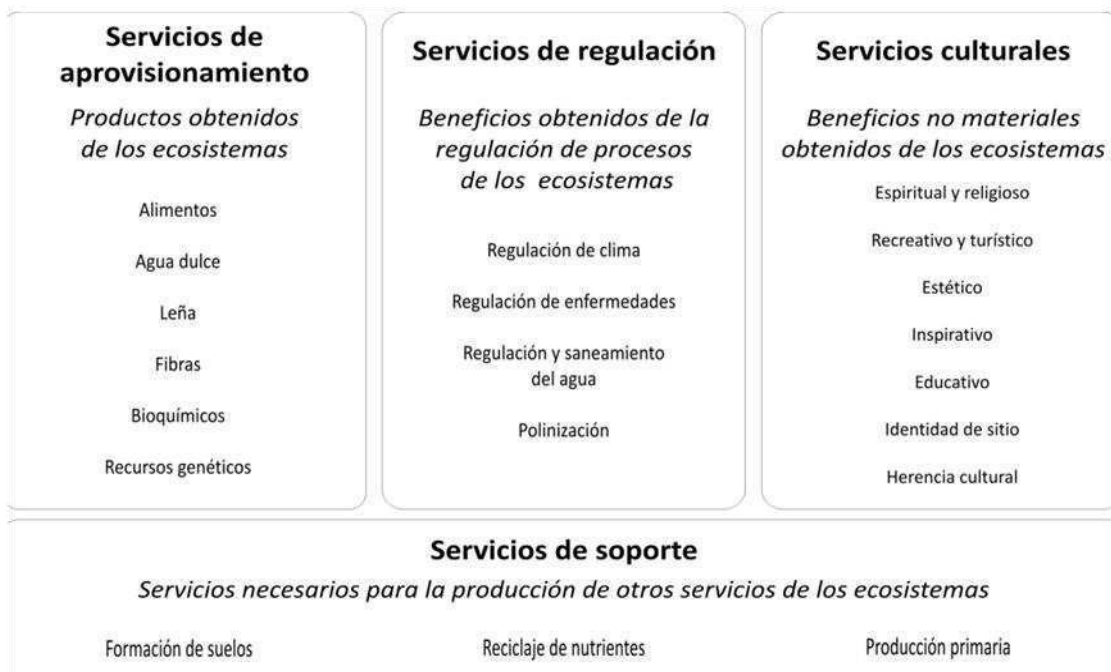 Servicios de
aprovisionamiento
Productos obtenidos
de los ecosistemas
Alimentos
Agua dulce
Leña
Fibras
Bioquímicos
Recursos genéticos
Servicios de regulación
Beneficios obtenidos de la
regulación de procesos
de los ecosistemas
Regulación de clima
Regulación de enfermedades
Regulación y saneamiento
del agua
Polinización
Servicios culturales
Beneficios no materiales
obtenidos de los ecosistemas
Espiritual y religioso
Recreativo y turístico
Estético
Inspirativo
Educativo
Identidad de sitio
Herencia cultural
Servicios de soporte
Servicios necesarios para la producción de otros servicios de los ecosistemas
Formación de suelos
Reciclaje de nutrientes
Producción primaria